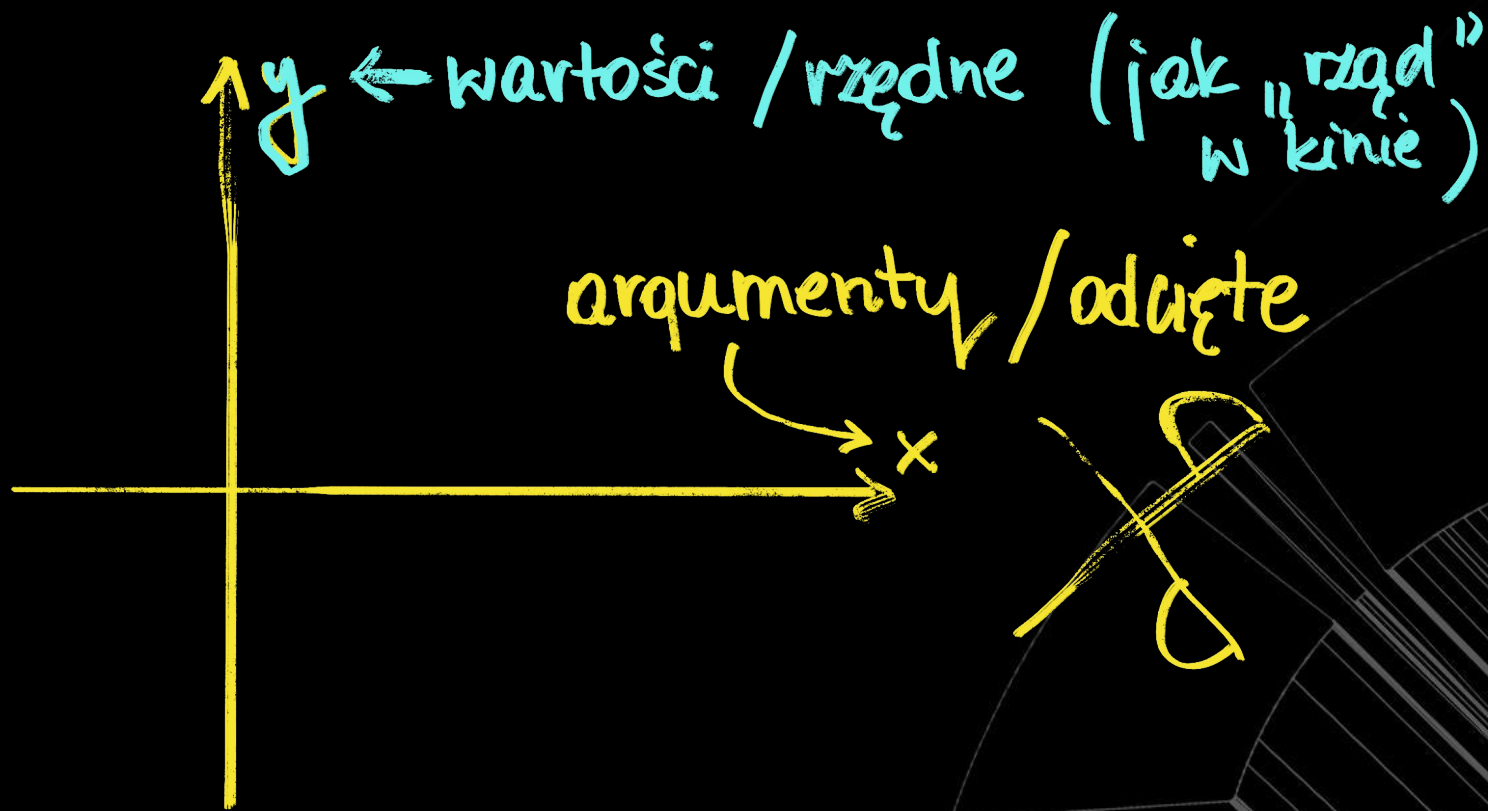 y ← wartości / rzędne (jak „rząd”
w kinie)
argumenty / odcięte
x